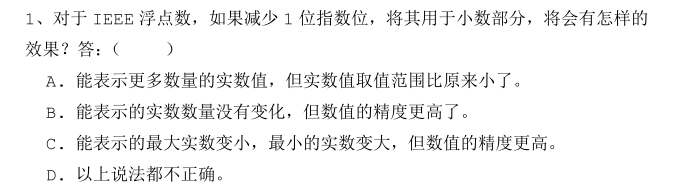 1、对于 IEEE 浮点数，如果减少 1 位指数位，将其用于小数部分，将会有怎样的
效果？答：（ ）
A．能表示更多数量的实数值，但实数值取值范围比原来小了。
B．能表示的实数数量没有变化，但数值的精度更高了。
C．能表示的最大实数变小，最小的实数变大，但数值的精度更高。
D．以上说法都不正确。